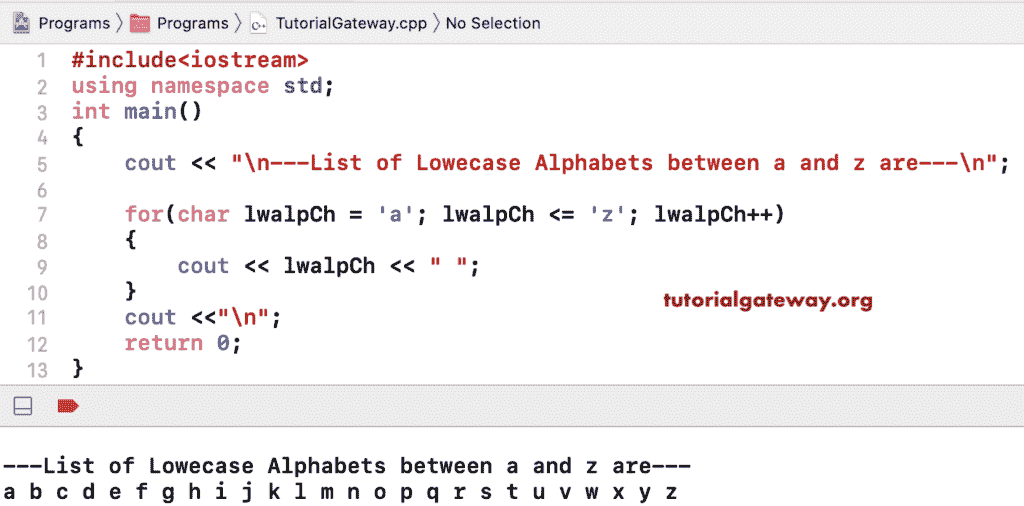 Programs 〉 Programs 〉 TutorialGateway.cpp 〉 No Selection
1 #include<iostream>
2 using namespace std;
3 int main()
4 {
5     cout << "\n---List of Lowecase Alphabets between a and z are---\n";
6
7     for(char lwalpCh = 'a'; lwalpCh <= 'z'; lwalpCh++)
8     {
9         cout << lwalpCh << " ";
10     }
tutorialgateway.org
11     cout <<"\n";
12     return 0;
13 }
---List of Lowecase Alphabets between a and z are---
a b c d e f g h i j k l m n o p q r s t u v w x y z